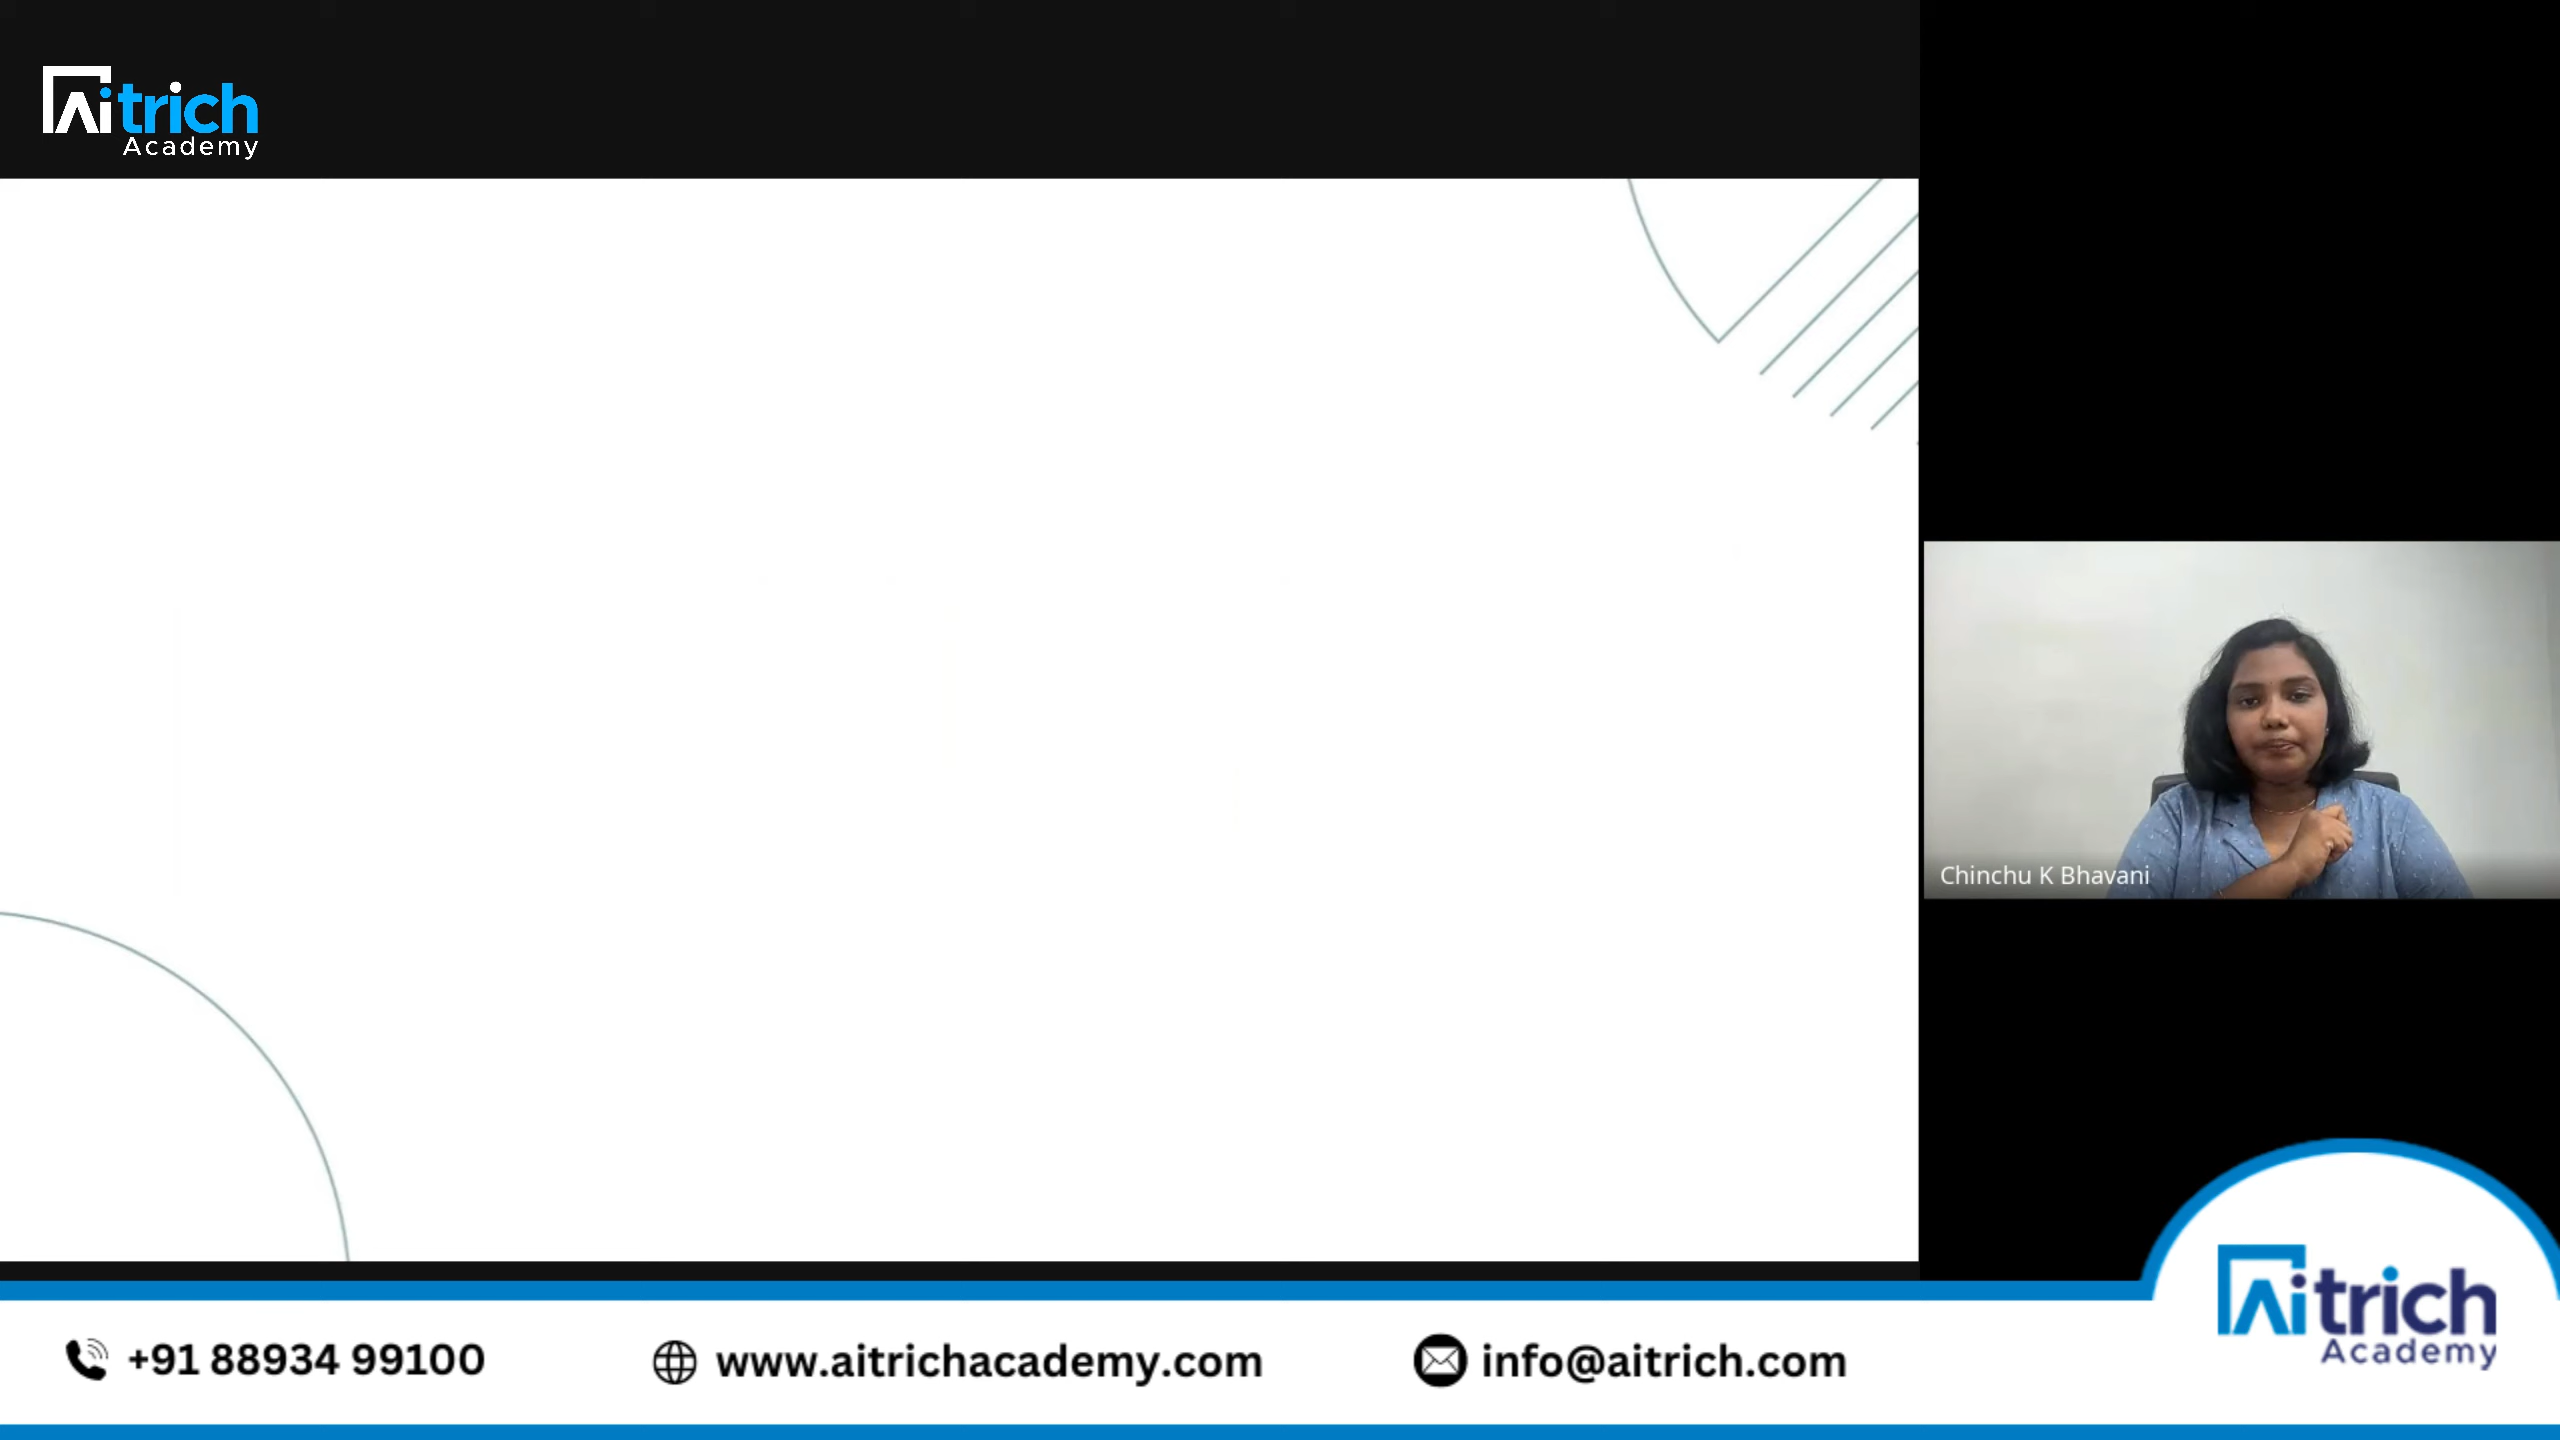 Aitrich
Academy
Chinchu K Bhavani
+91 88934 99100
www.aitrichacademy.com
info@aitrich.com
Aitrich
Academy